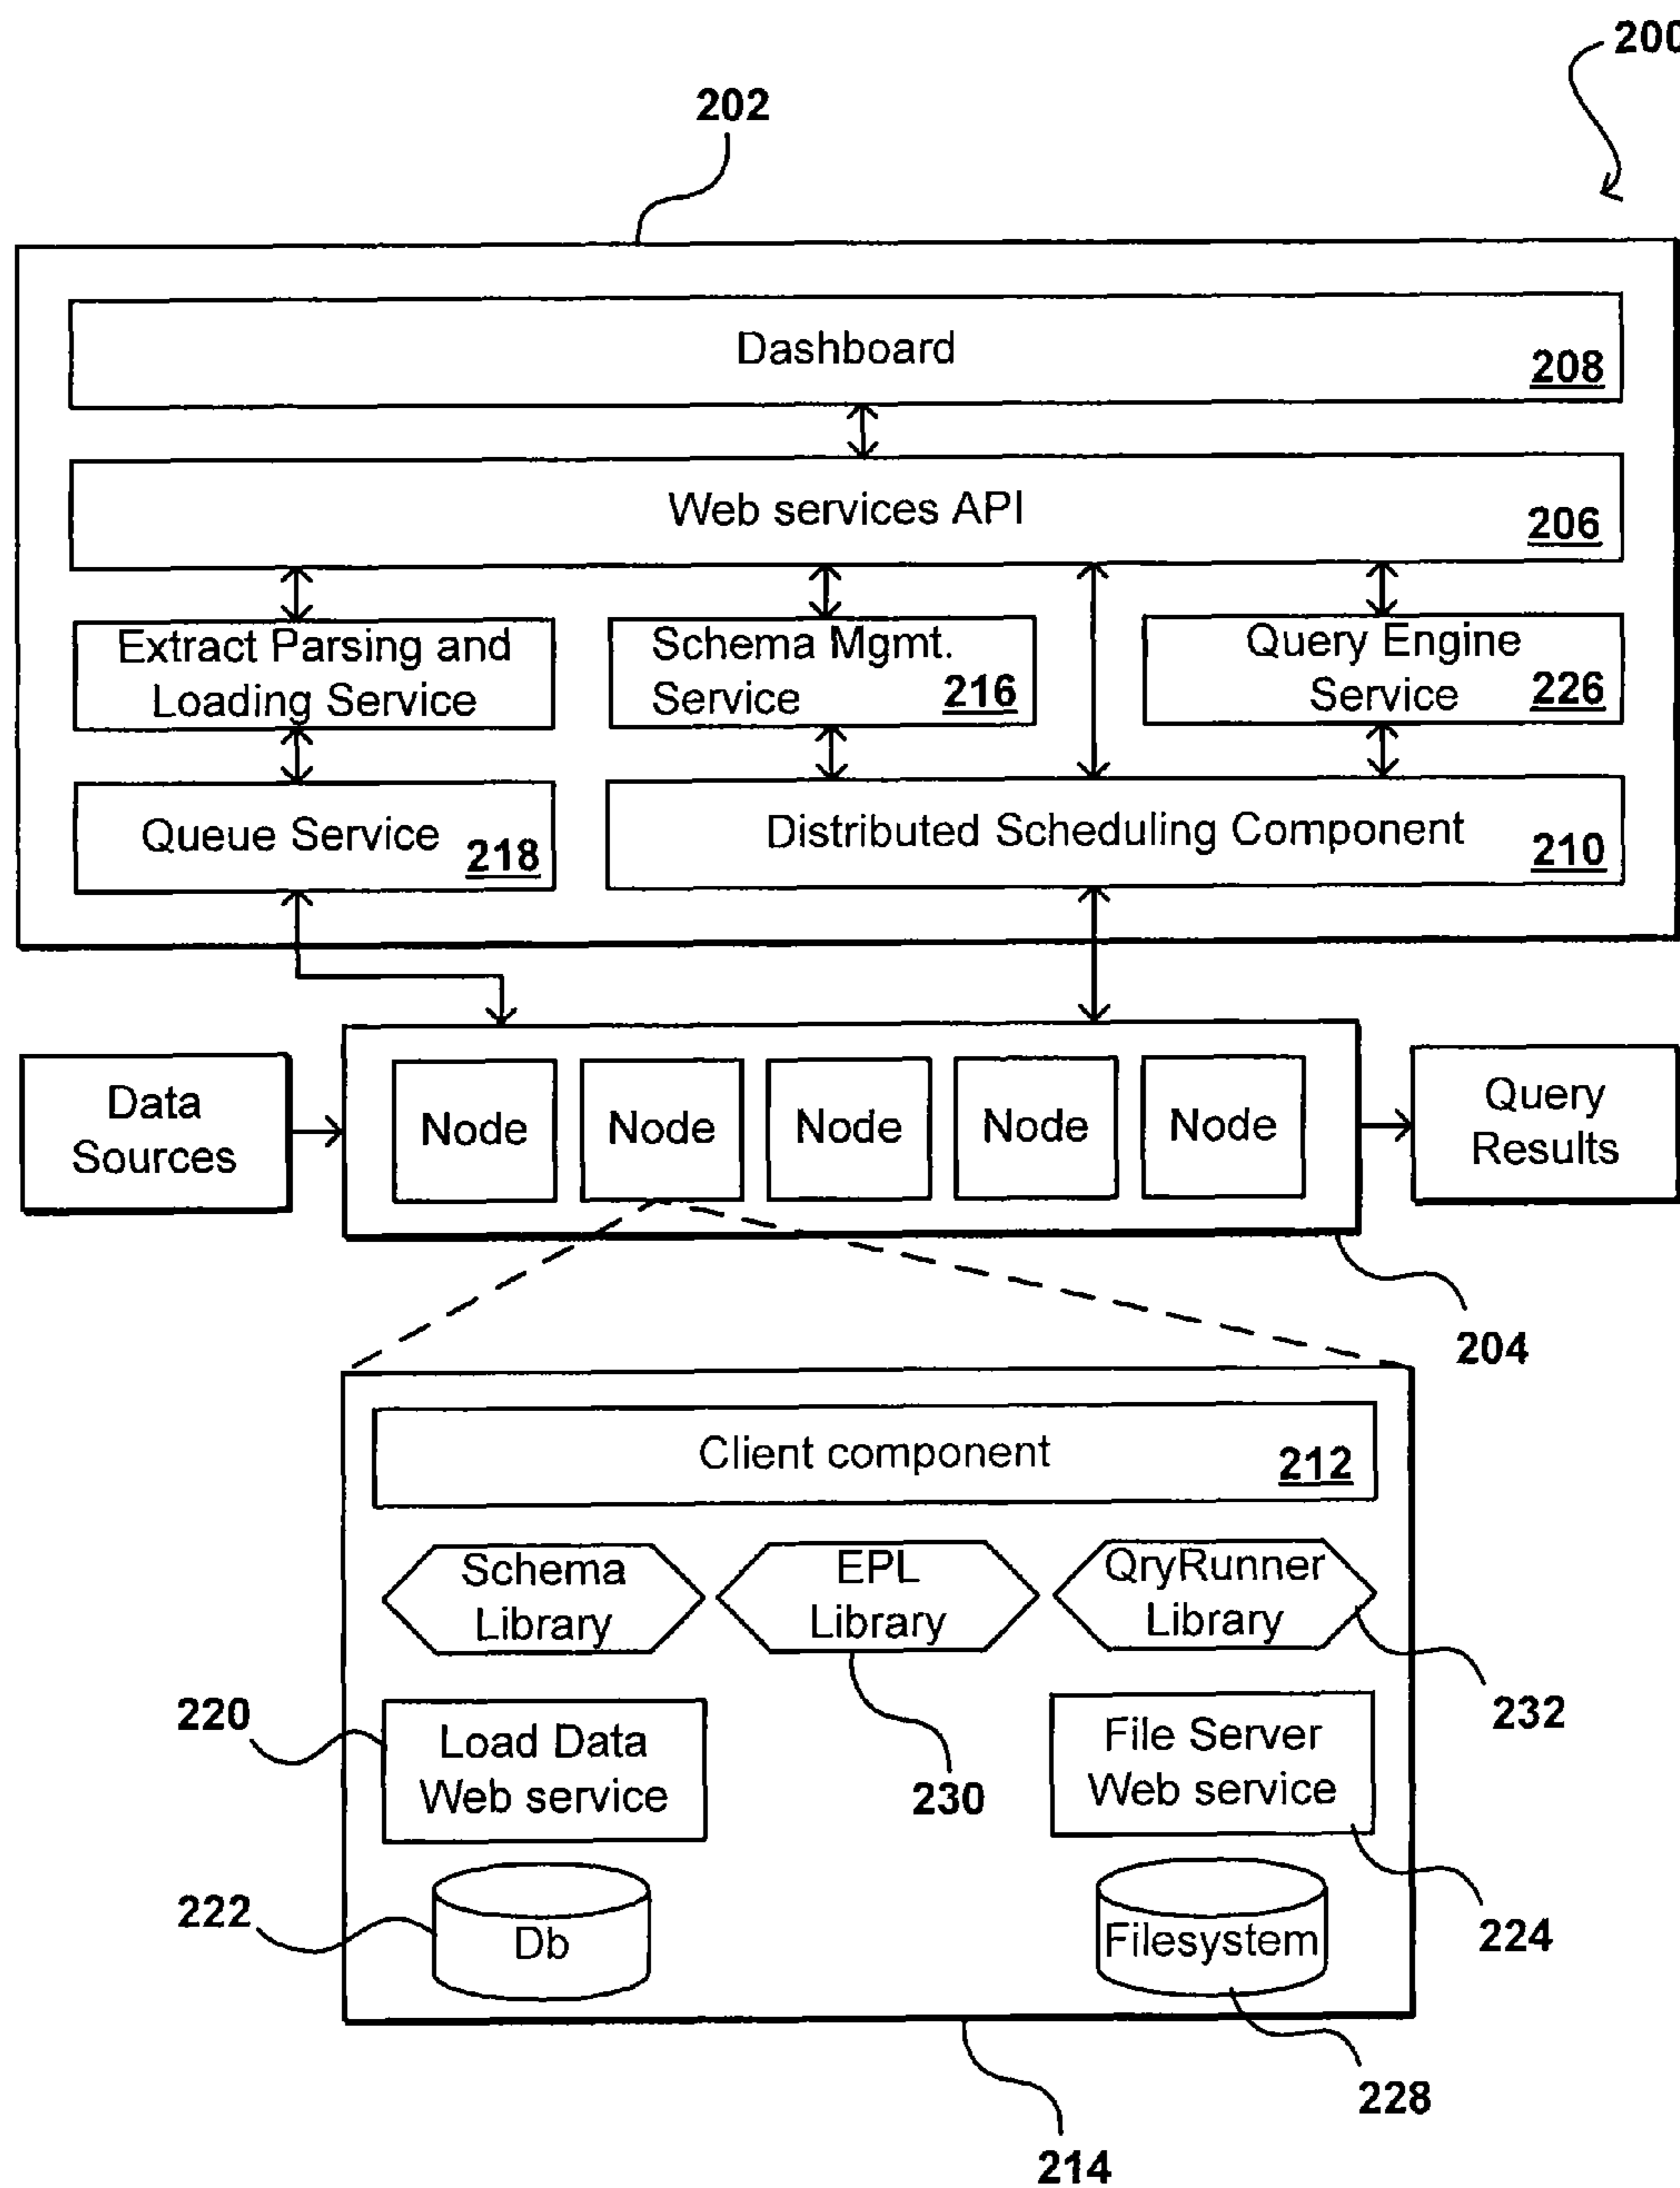 200
202
Dashboard
208
Web services API
206
Extract Parsing and
Loading Service
Schema Mgmt.
Service
216
Query Engine
Service
226
Queue Service
218
Distributed Scheduling Component
210
Data
Sources
Node
Node
Node
Node
Node
Query
Results
204
Client component
212
Schema
Library
EPL
Library
QryRunner
Library
232
220
Load Data
Web service
230
File Server
Web service
224
222
Db
Filesystem
228
214